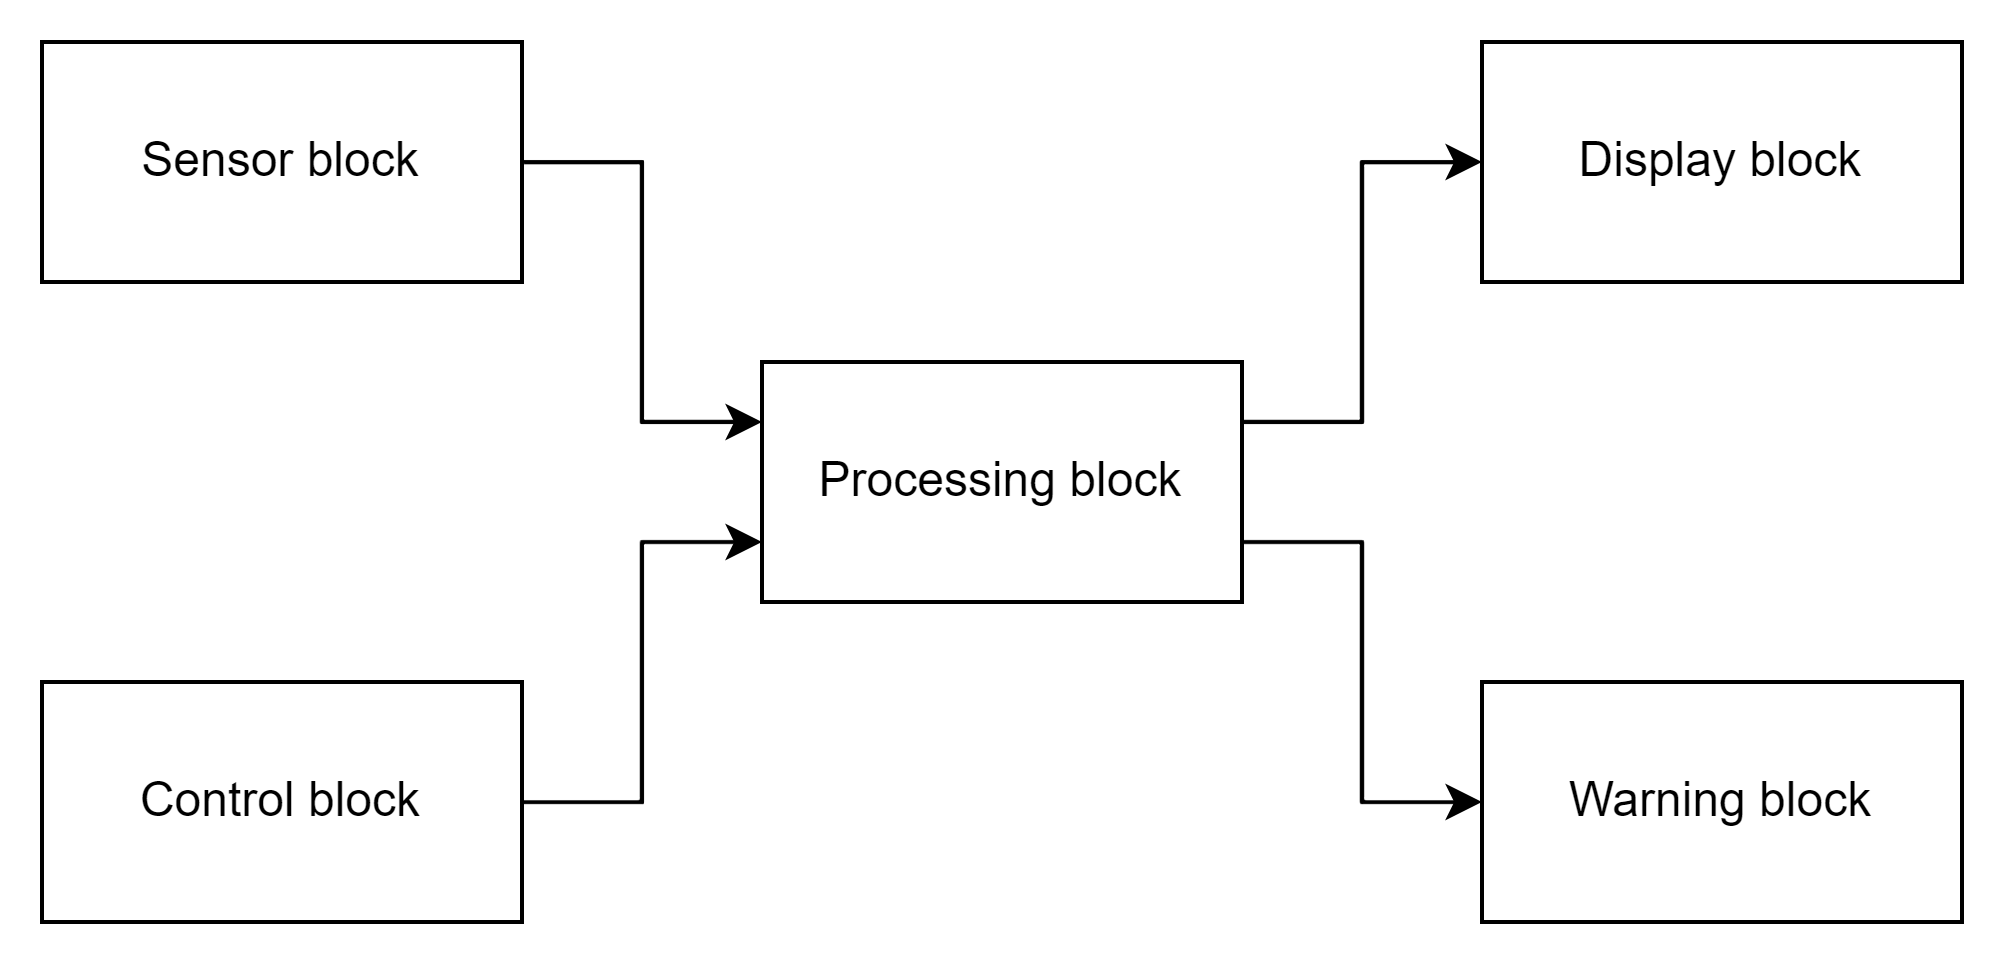 Sensor block
Display block
Processing block
Control block
Warning block